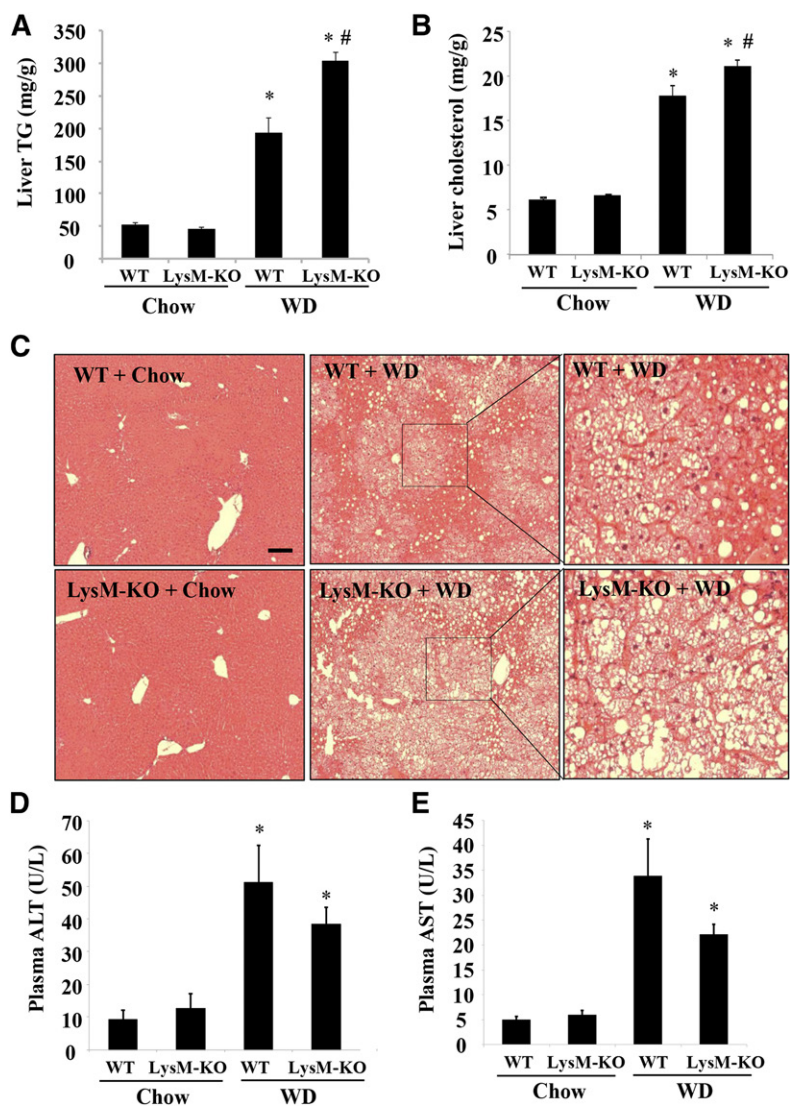 A
Liver TG (mg/g)
350
300
250
200
150
100
50
0
*
* #
WT
LysM-KO
WT
LysM-KO
Chow
WD
B
Liver cholesterol (mg/g)
25
20
15
10
5
0
*
* #
WT
LysM-KO
WT
LysM-KO
Chow
WD
C
WT + Chow
WT + WD
WT + WD
LysM-KO + Chow
LysM-KO + WD
LysM-KO + WD
D
Plasma ALT (U/L)
70
60
50
40
30
20
10
0
*
*
WT
LysM-KO
WT
LysM-KO
Chow
WD
E
Plasma AST (U/L)
45
40
35
30
25
20
15
10
5
0
*
*
WT
LysM-KO
WT
LysM-KO
Chow
WD